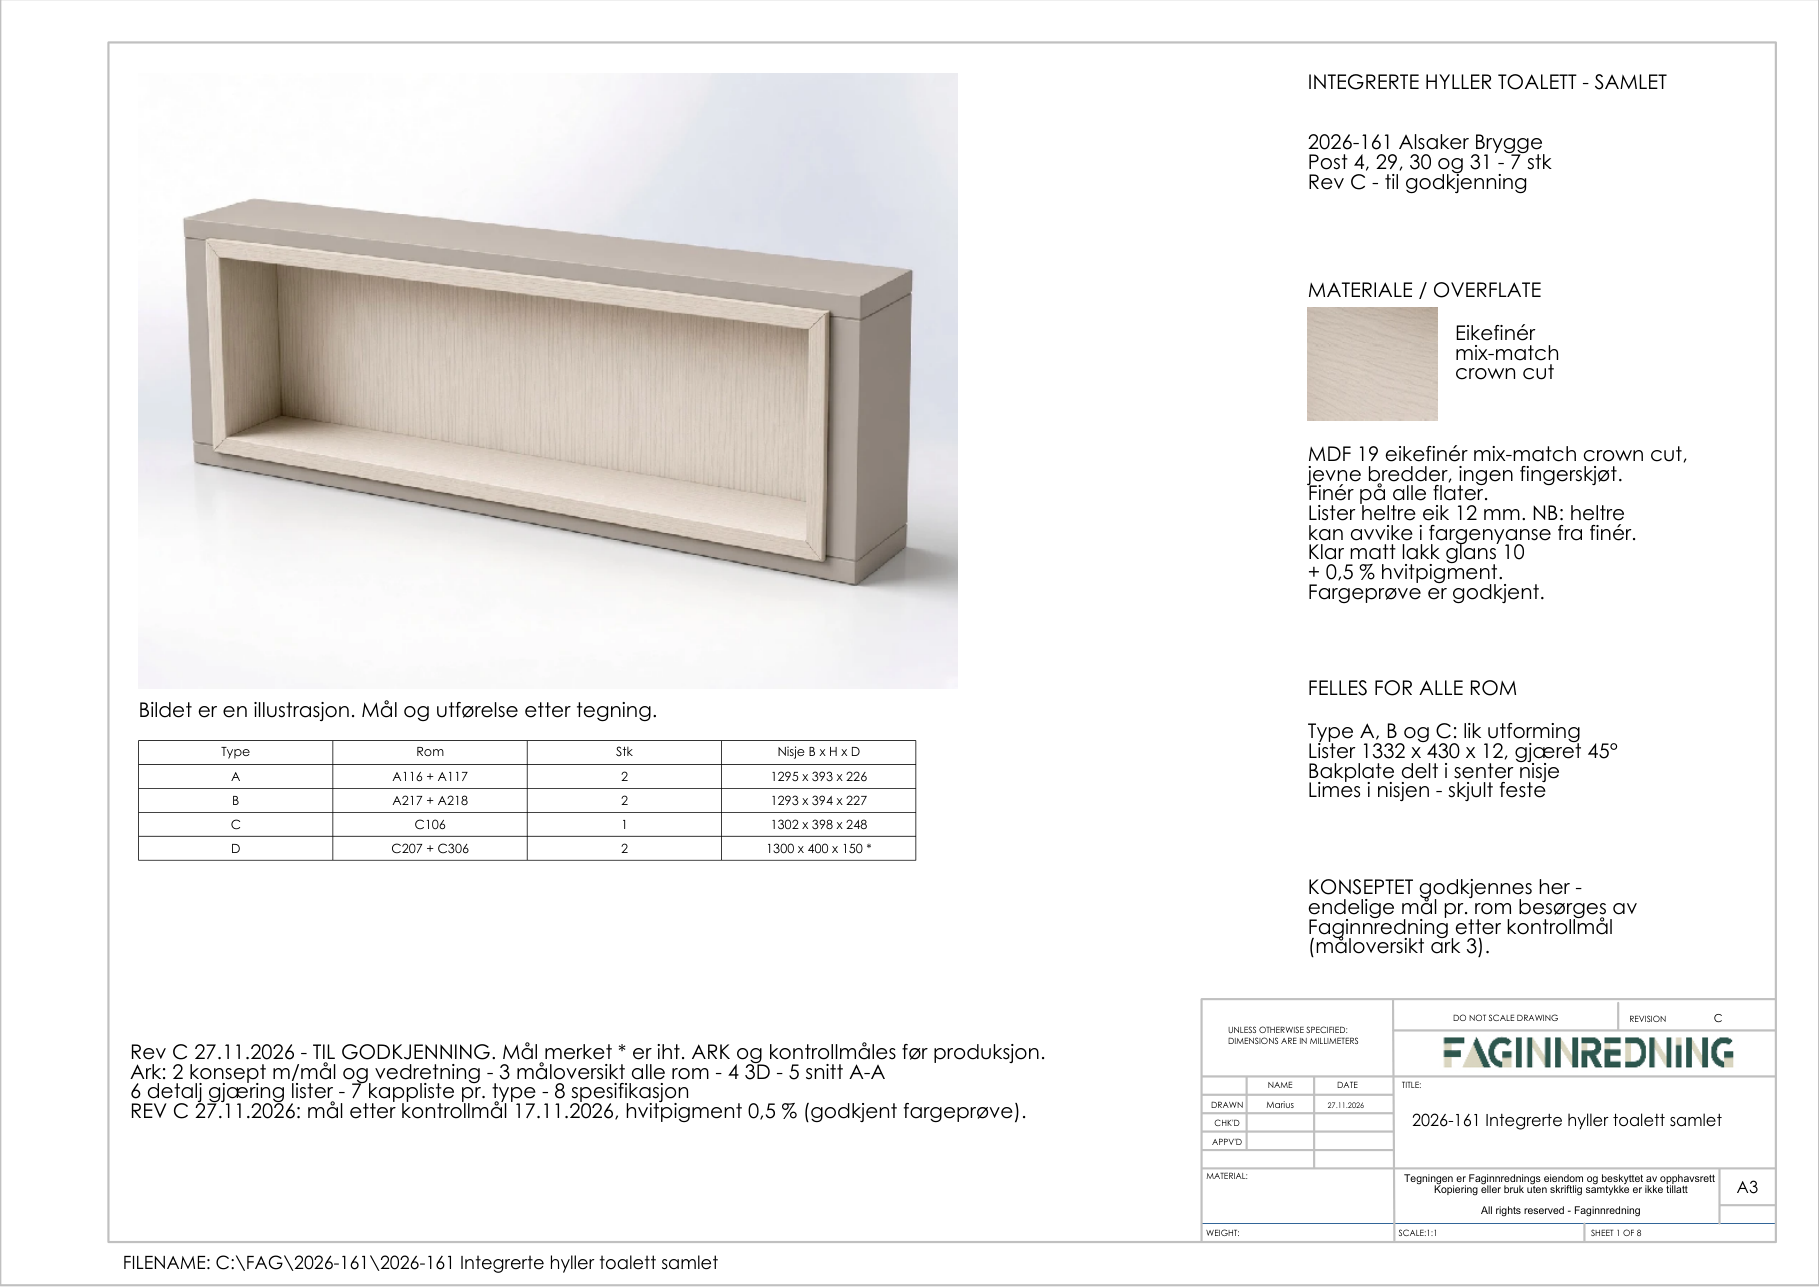 INTEGRERTE HYLLER TOALETT - SAMLET
2026-161 Alsaker Brygge
Post 4, 29, 30 og 31 - 7 stk
Rev C - til godkjenning
MATERIALE / OVERFLATE
Eikefinér
mix-match
crown cut
MDF 19 eikefinér mix-match crown cut,
jevne bredder, ingen fingerskjøt.
Finér på alle flater.
Lister heltre eik 12 mm. NB: heltre
kan avvike i fargenyanse fra finér.
Klar matt lakk glans 10
+ 0,5 % hvitpigment.
Fargeprøve er godkjent.
FELLES FOR ALLE ROM
Type A, B og C: lik utforming
Lister 1332 x 430 x 12, gjæret 45°
Bakplate delt i senter nisje
Limes i nisjen - skjult feste
KONSEPTET godkjennes her -
endelige mål pr. rom besørges av
Faginnredning etter kontrollmål
(måloversikt ark 3).
Bildet er en illustrasjon. Mål og utførelse etter tegning.
Type Rom Stk Nisje B x H x D
A A116 + A117 2 1295 x 393 x 226
B A217 + A218 2 1293 x 394 x 227
C C106 1 1302 x 398 x 248
D C207 + C306 2 1300 x 400 x 150 *
Rev C 27.11.2026 - TIL GODKJENNING. Mål merket * er iht. ARK og kontrollmåles før produksjon.
Ark: 2 konsept m/mål og vedretning - 3 måloversikt alle rom - 4 3D - 5 snitt A-A
6 detalj gjæring lister - 7 kappliste pr. type - 8 spesifikasjon
REV C 27.11.2026: mål etter kontrollmål 17.11.2026, hvitpigment 0,5 % (godkjent fargeprøve).
UNLESS OTHERWISE SPECIFIED:
DIMENSIONS ARE IN MILLIMETERS
DO NOT SCALE DRAWING
REVISION C
FAGINNREDNING
NAME DATE
DRAWN Marius 27.11.2026
CHK'D
APPV'D
TITLE:
2026-161 Integrerte hyller toalett samlet
MATERIAL:
Tegningen er Faginnrednings eiendom og beskyttet av opphavsrett
Kopiering eller bruk uten skriftlig samtykke er ikke tillatt
All rights reserved - Faginnredning
A3
WEIGHT:
SCALE:1:1
SHEET 1 OF 8
FILENAME: C:\FAG\2026-161\2026-161 Integrerte hyller toalett samlet